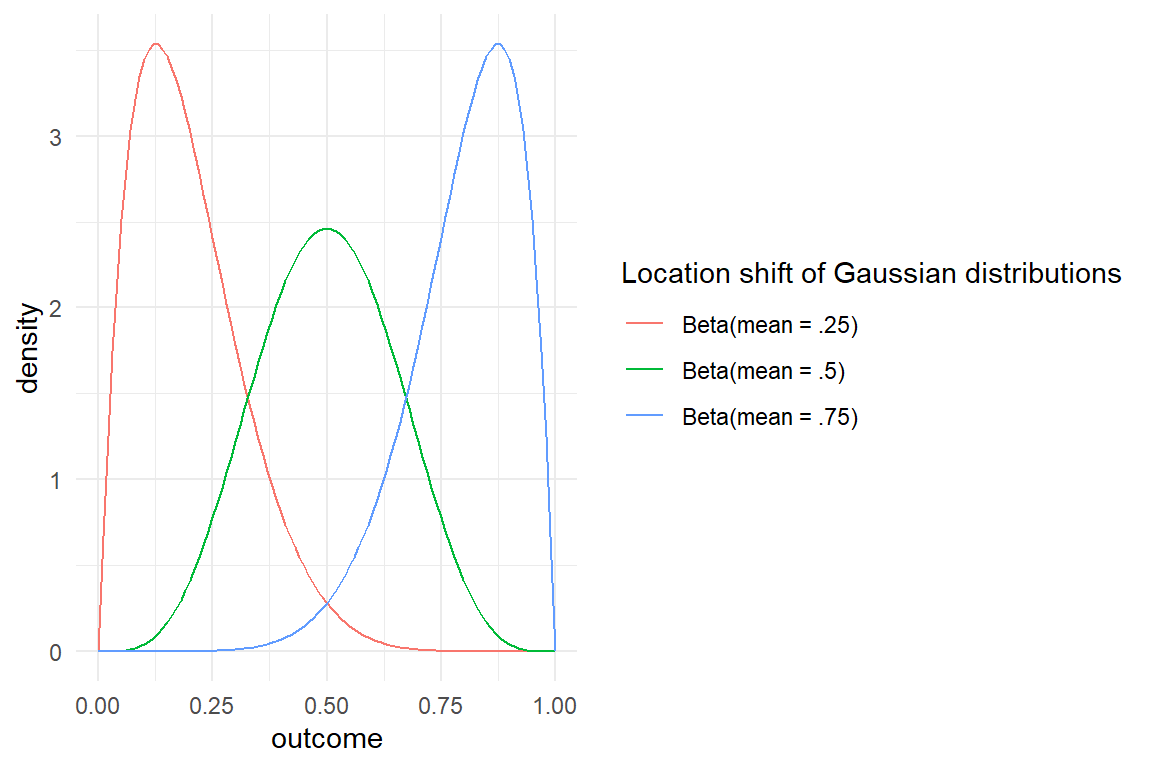 3
2
1
0
density
0.00 0.25 0.50 0.75 1.00
outcome
Location shift of Gaussian distributions
Beta(mean = .25)
Beta(mean = .5)
Beta(mean = .75)